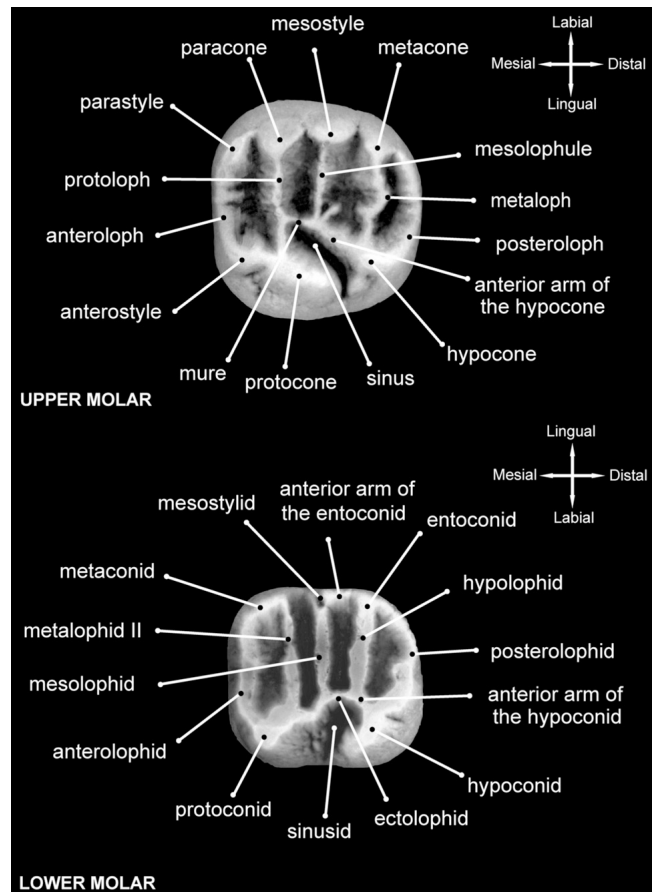 mesostyle
paracone
metacone
Labial
Mesial
Distal
Lingual
parastyle
mesolophule
protoloph
metaloph
anteroloph
posteroloph
anterior arm of
the hypocone
anterostyle
hypocone
mure
protocone
sinus
UPPER MOLAR
Lingual
Mesial
Distal
Labial
anterior arm of
the entoconid
mesostylid
entoconid
metaconid
hypolophid
metalophid II
posterolophid
mesolophid
anterior arm of
the hypoconid
anterolophid
hypoconid
protoconid
ectolophid
sinusid
LOWER MOLAR